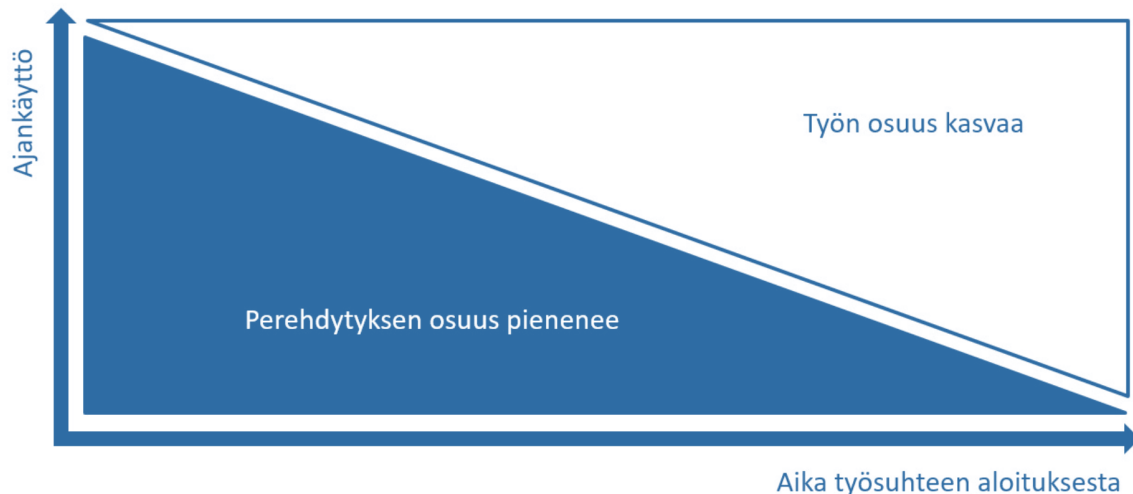 Ajankäyttö
Työn osuus kasvaa
Perehdytyksen osuus pienenee
Aika työsuhteen aloituksesta